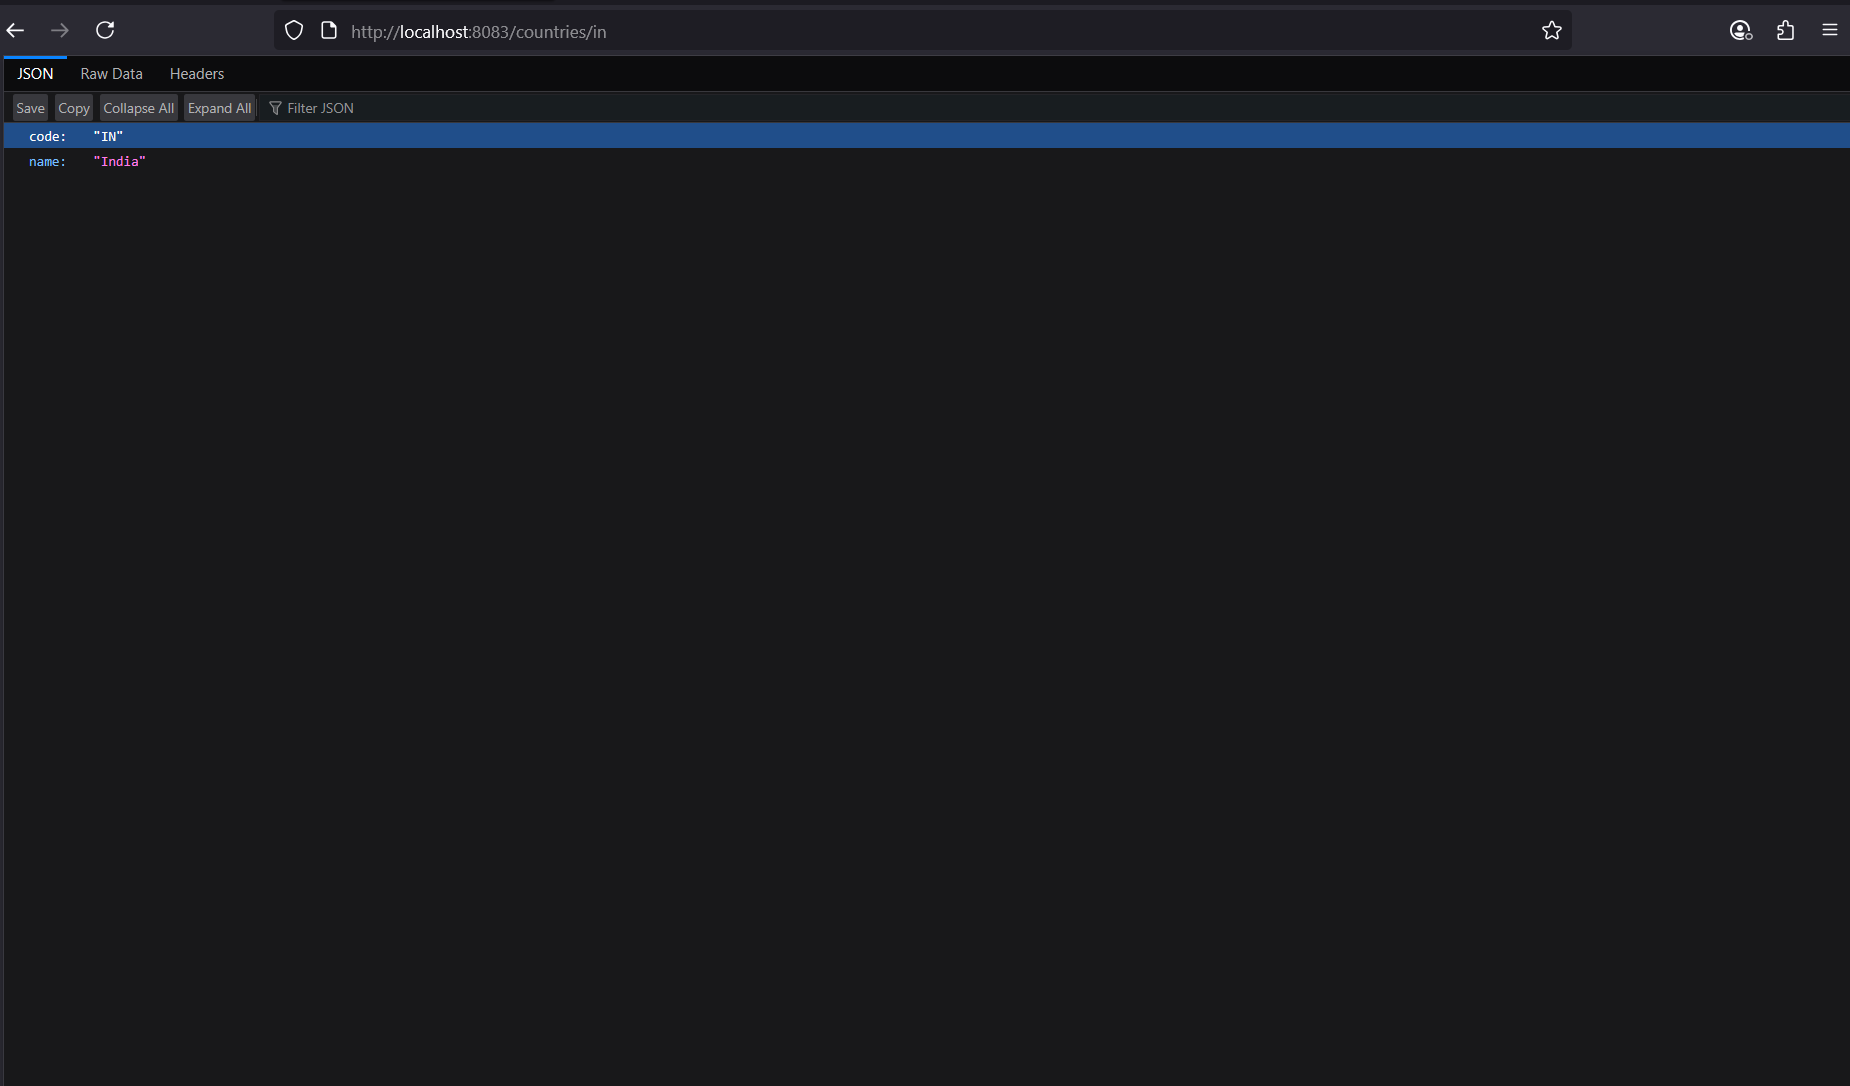 http://localhost:8083/countries/in
JSON Raw Data Headers
Save Copy Collapse All Expand All Filter JSON
code: "IN"
name: "India"